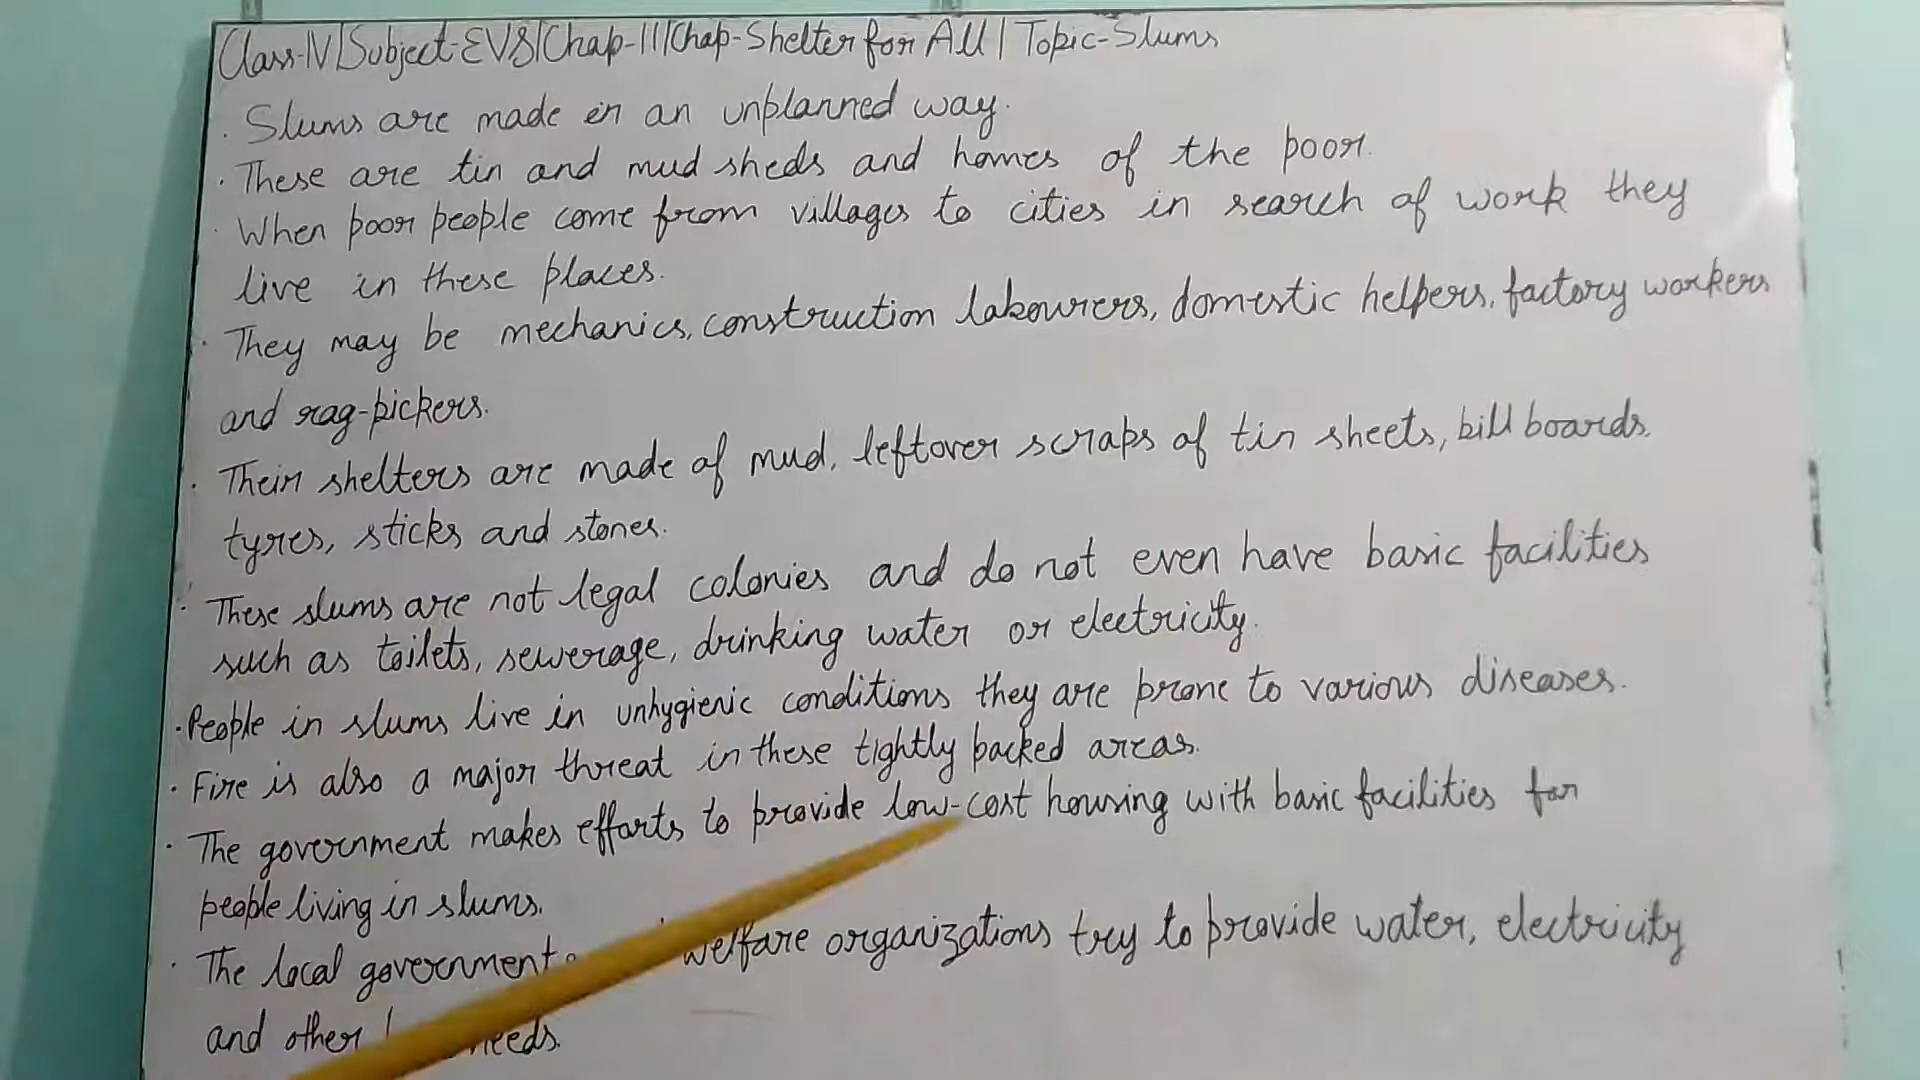 Class-IV|Subject-EVS|Chap-11|Chap-Shelter for All | Topic-Slums
. Slums are made in an unplanned way.
. These are tin and mud sheds and homes of the poor.
. When poor people come from villages to cities in search of work they
live in these places.
. They may be mechanics, construction labourers, domestic helpers, factory workers
and rag-pickers.
. Their shelters are made of mud, leftover scraps of tin sheets, bill boards,
tyres, sticks and stones.
. These slums are not legal colonies and do not even have basic facilities
such as toilets, sewerage, drinking water or electricity.
. People in slums live in unhygienic conditions they are prone to various diseases.
. Fire is also a major threat in these tightly packed areas.
. The government makes efforts to provide low-cost housing with basic facilities for
people living in slums.
. The local government welfare organizations try to provide water, electricity
and other needs.